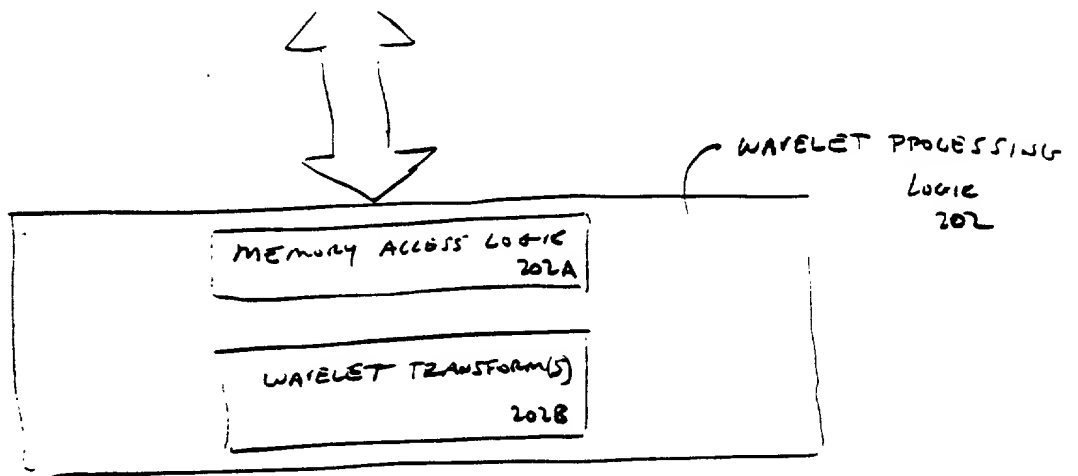 WAVELET PROCESSING
LOGIC
202
MEMORY ACCESS LOGIC
202A
WAVELET TRANSFORM(S)
202B